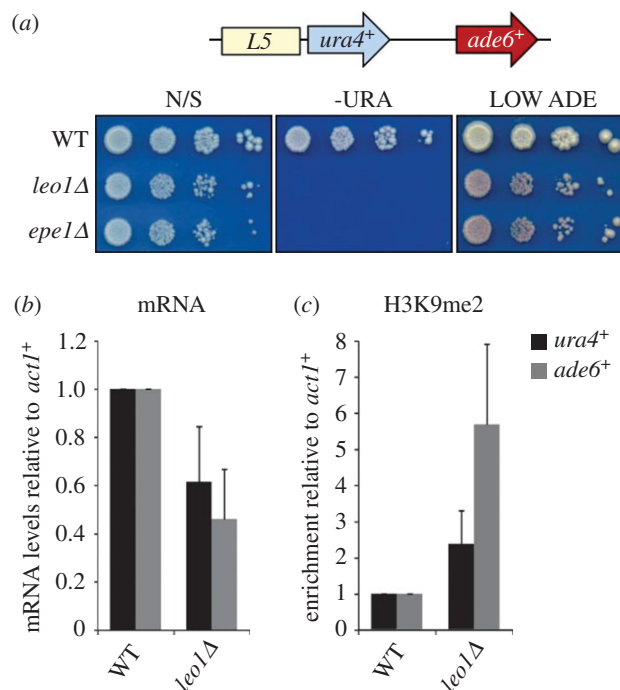 (a)
L5 ura4+ ade6+
N/S -URA LOW ADE
WT
leo1Δ
epe1Δ
(b) mRNA
mRNA levels relative to act1+
1.2
1.0
0.8
0.6
0.4
0.2
0
WT leo1Δ
(c) H3K9me2
enrichment relative to act1+
8
7
6
5
4
3
2
1
0
WT leo1Δ
ura4+
ade6+